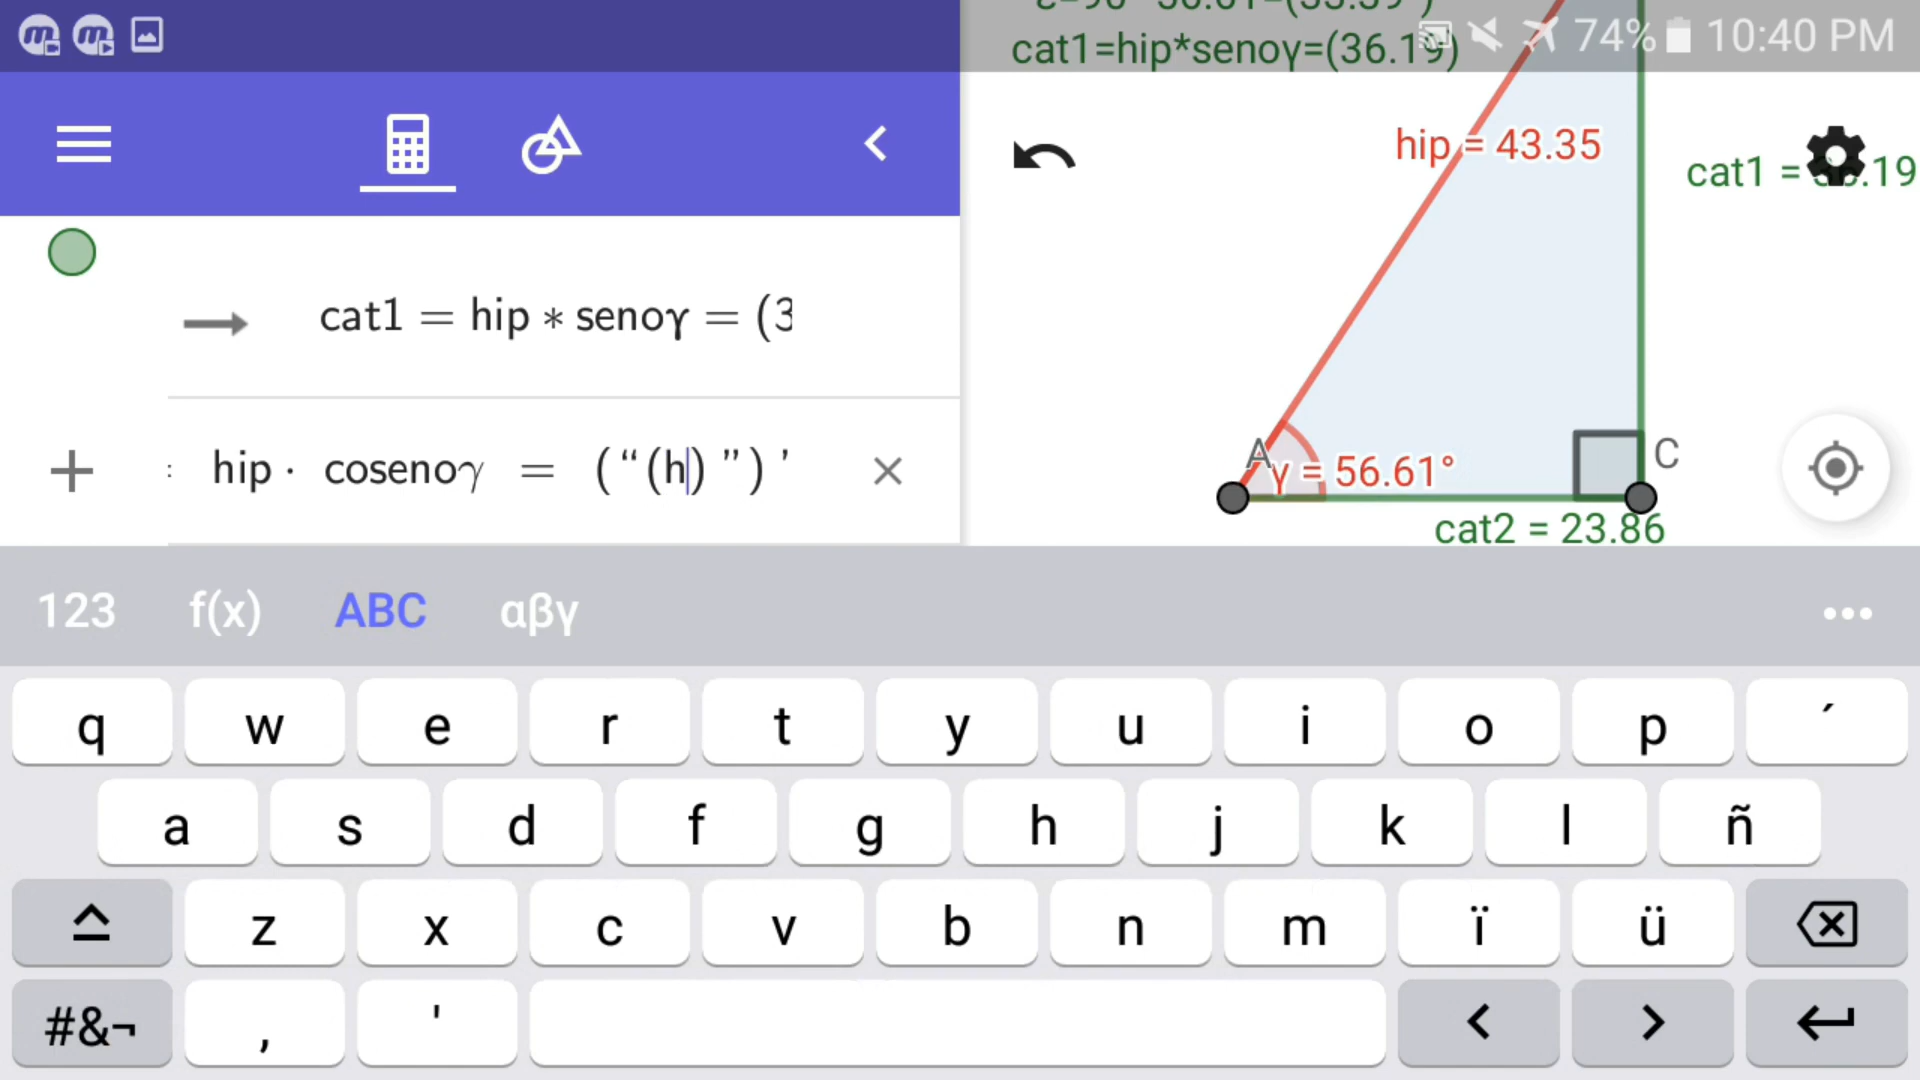 74% 10:40 PM
cat1=hip*senoγ=(36.19)
hip = 43.35
cat1 = .19
cat1 = hip ∗ senoγ = (3
: hip · cosenoγ = (“(h) ”) ’
A
γ = 56.61°
C
cat2 = 23.86
123 f(x) ABC αβγ
q w e r t y u i o p ´
a s d f g h j k l ñ
z x c v b n m ï ü
#&¬ , '